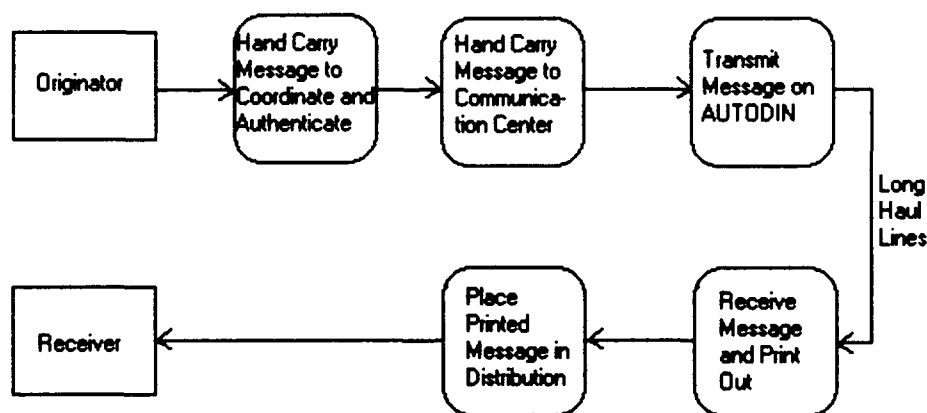 Originator
Hand Carry
Message to
Coordinate and
Authenticate
Hand Carry
Message to
Communica-
tion Center
Transmit
Message on
AUTODIN
Long
Haul
Lines
Receive
Message
and Print
Out
Place
Printed
Message in
Distribution
Receiver